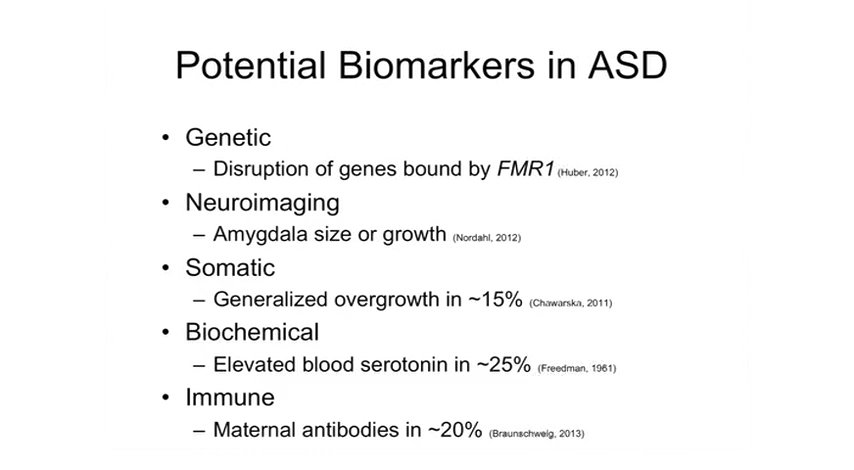 Potential Biomarkers in ASD
• Genetic
– Disruption of genes bound by FMR1 (Huber, 2012)
• Neuroimaging
– Amygdala size or growth (Nordahl, 2012)
• Somatic
– Generalized overgrowth in ~15% (Chawarska, 2011)
• Biochemical
– Elevated blood serotonin in ~25% (Freedman, 1961)
• Immune
– Maternal antibodies in ~20% (Braunschweig, 2013)